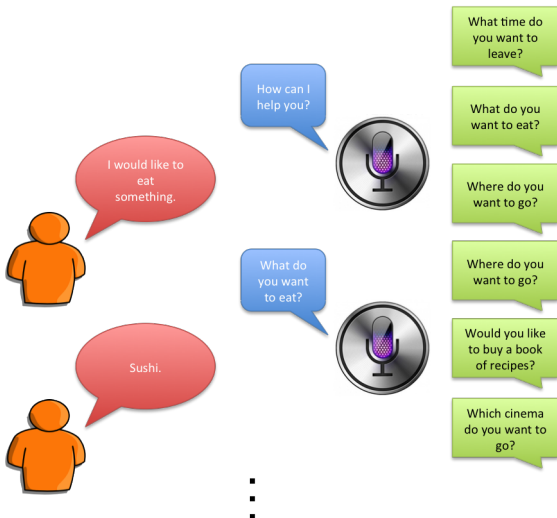 How can I
help you?
I would like to
eat
something.
What do
you want
to eat?
Sushi.
What time do
you want to
leave?
What do you
want to eat?
Where do you
want to go?
Where do you
want to go?
Would you like
to buy a book
of recipes?
Which cinema
do you want to
go?